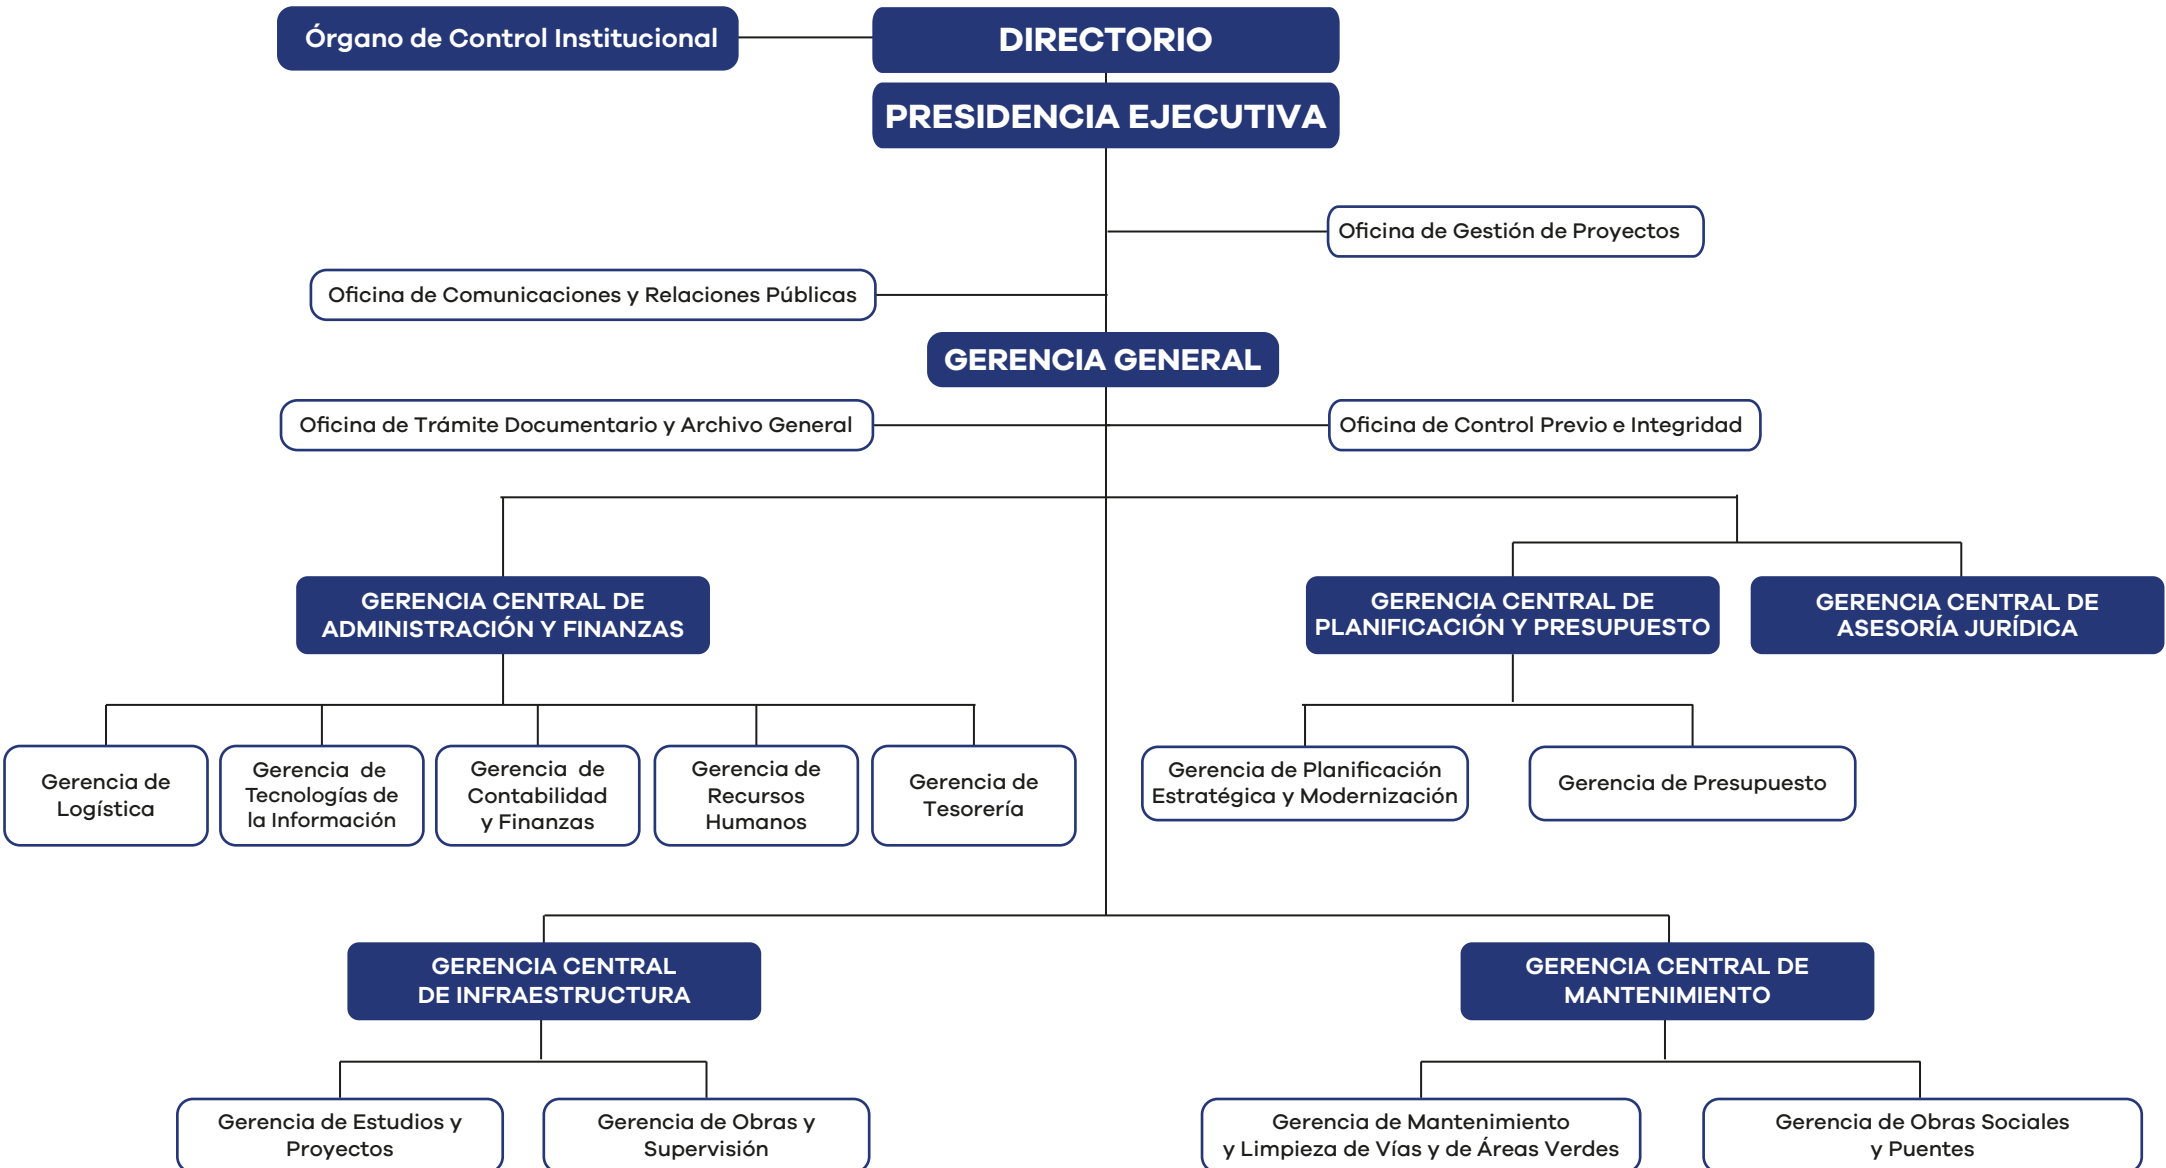 Órgano de Control Institucional
DIRECTORIO
PRESIDENCIA EJECUTIVA
Oficina de Gestión de Proyectos
Oficina de Comunicaciones y Relaciones Públicas
GERENCIA GENERAL
Oficina de Trámite Documentario y Archivo General
Oficina de Control Previo e Integridad
GERENCIA CENTRAL DE
ADMINISTRACIÓN Y FINANZAS
GERENCIA CENTRAL DE
PLANIFICACIÓN Y PRESUPUESTO
GERENCIA CENTRAL DE
ASESORÍA JURÍDICA
Gerencia de
Logística
Gerencia de
Tecnologías de
la Información
Gerencia de
Contabilidad
y Finanzas
Gerencia de
Recursos
Humanos
Gerencia de
Tesorería
Gerencia de Planificación
Estratégica y Modernización
Gerencia de Presupuesto
GERENCIA CENTRAL
DE INFRAESTRUCTURA
GERENCIA CENTRAL DE
MANTENIMIENTO
Gerencia de Estudios y
Proyectos
Gerencia de Obras y
Supervisión
Gerencia de Mantenimiento
y Limpieza de Vías y de Áreas Verdes
Gerencia de Obras Sociales
y Puentes